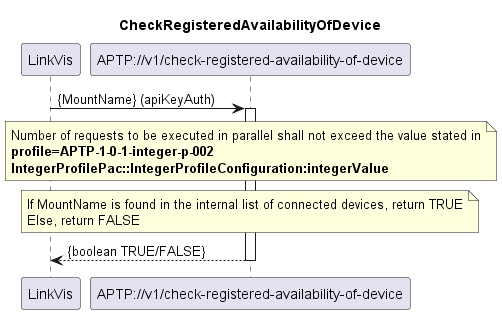 CheckRegisteredAvailabilityOfDevice
LinkVis
APTP://v1/check-registered-availability-of-device
{MountName} (apiKeyAuth)
Number of requests to be executed in parallel shall not exceed the value stated in
profile=APTP-1-0-1-integer-p-002
IntegerProfilePac::IntegerProfileConfiguration:integerValue
If MountName is found in the internal list of connected devices, return TRUE
Else, return FALSE
{boolean TRUE/FALSE}
LinkVis
APTP://v1/check-registered-availability-of-device